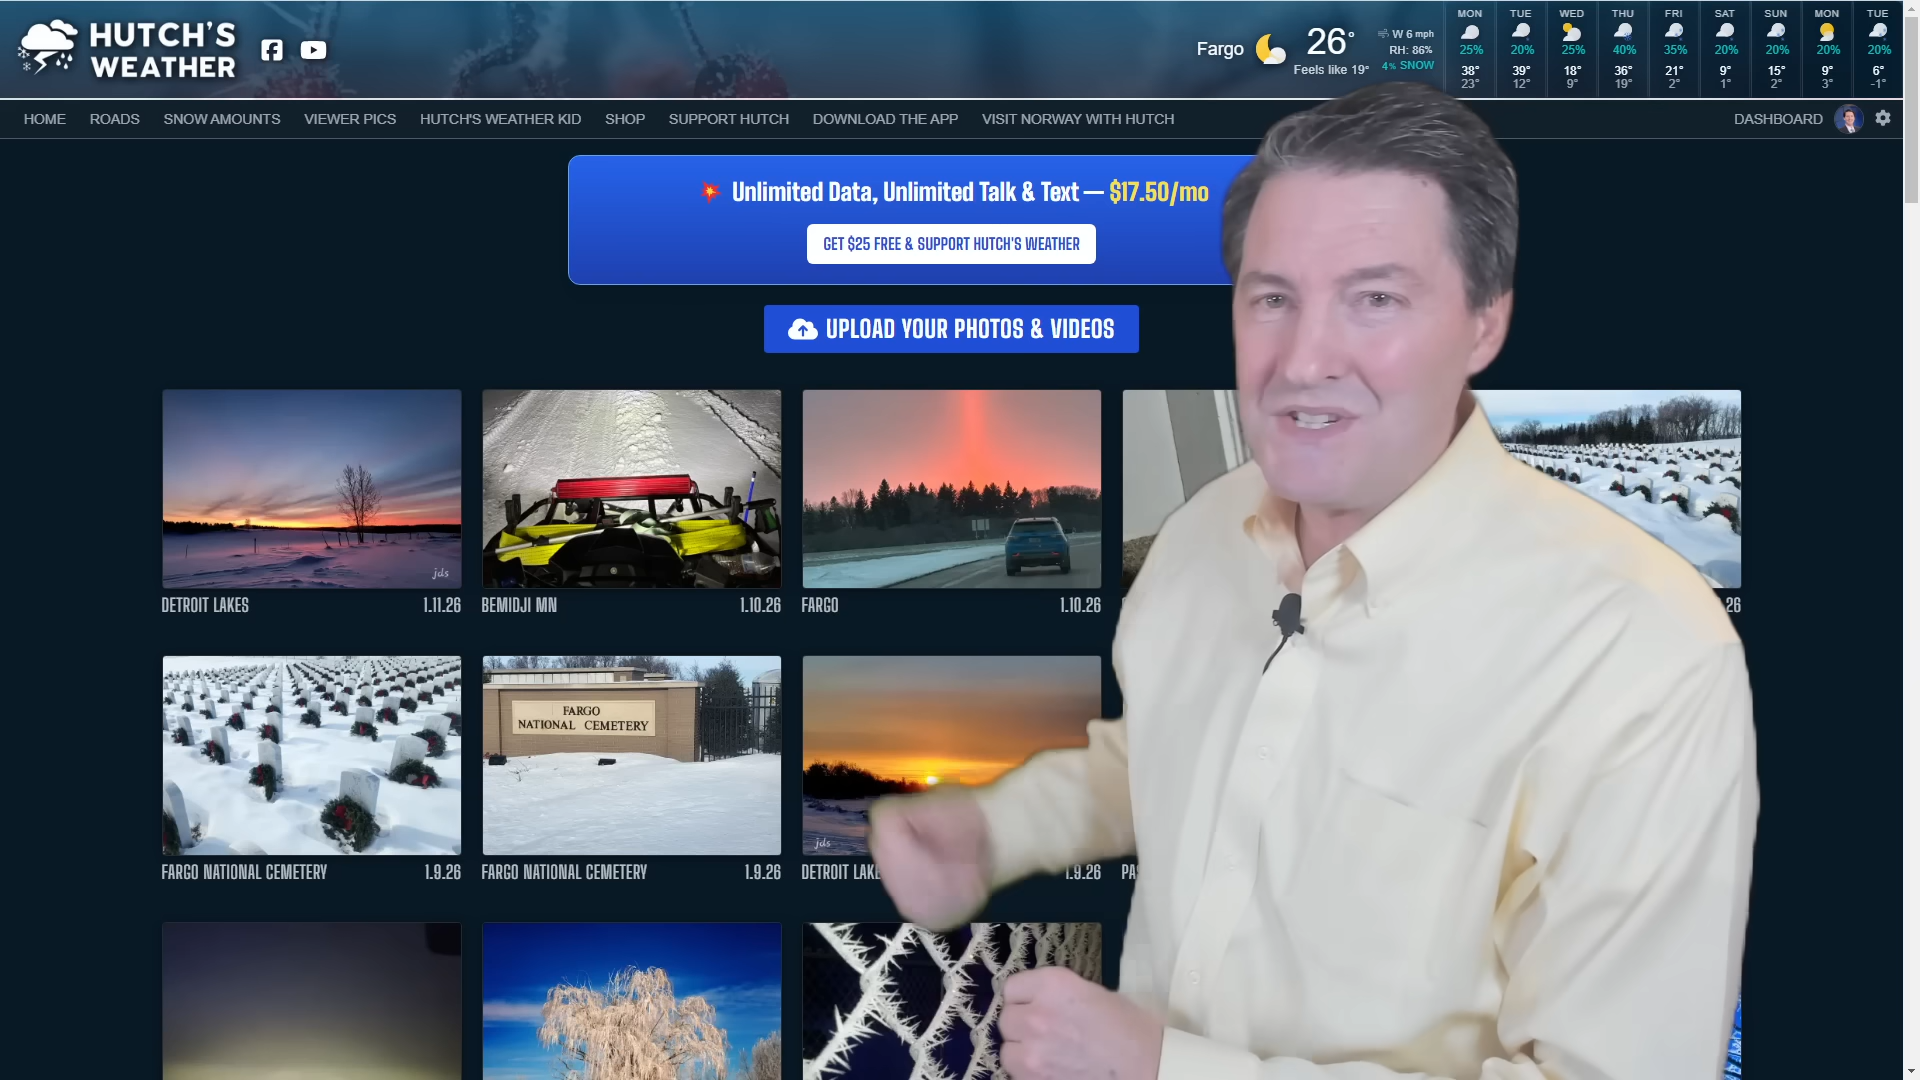 HUTCH'S
WEATHER
Fargo
26°
Feels like 19°
W 6 mph
RH: 86%
4% SNOW
MON
25%
38°
23°
TUE
20%
39°
12°
WED
25%
18°
9°
THU
40%
36°
19°
FRI
35%
21°
2°
SAT
20%
9°
1°
SUN
20%
15°
2°
MON
20%
9°
3°
TUE
20%
6°
-1°
HOME ROADS SNOW AMOUNTS VIEWER PICS HUTCH'S WEATHER KID SHOP SUPPORT HUTCH DOWNLOAD THE APP VISIT NORWAY WITH HUTCH DASHBOARD
Unlimited Data, Unlimited Talk & Text — $17.50/mo
GET $25 FREE & SUPPORT HUTCH'S WEATHER
UPLOAD YOUR PHOTOS & VIDEOS
jds
DETROIT LAKES 1.11.26
BEMIDJI MN 1.10.26
FARGO 1.10.26
26
FARGO
NATIONAL CEMETERY
jds
FARGO NATIONAL CEMETERY 1.9.26
FARGO NATIONAL CEMETERY 1.9.26
DETROIT LAKE 1.9.26
PA